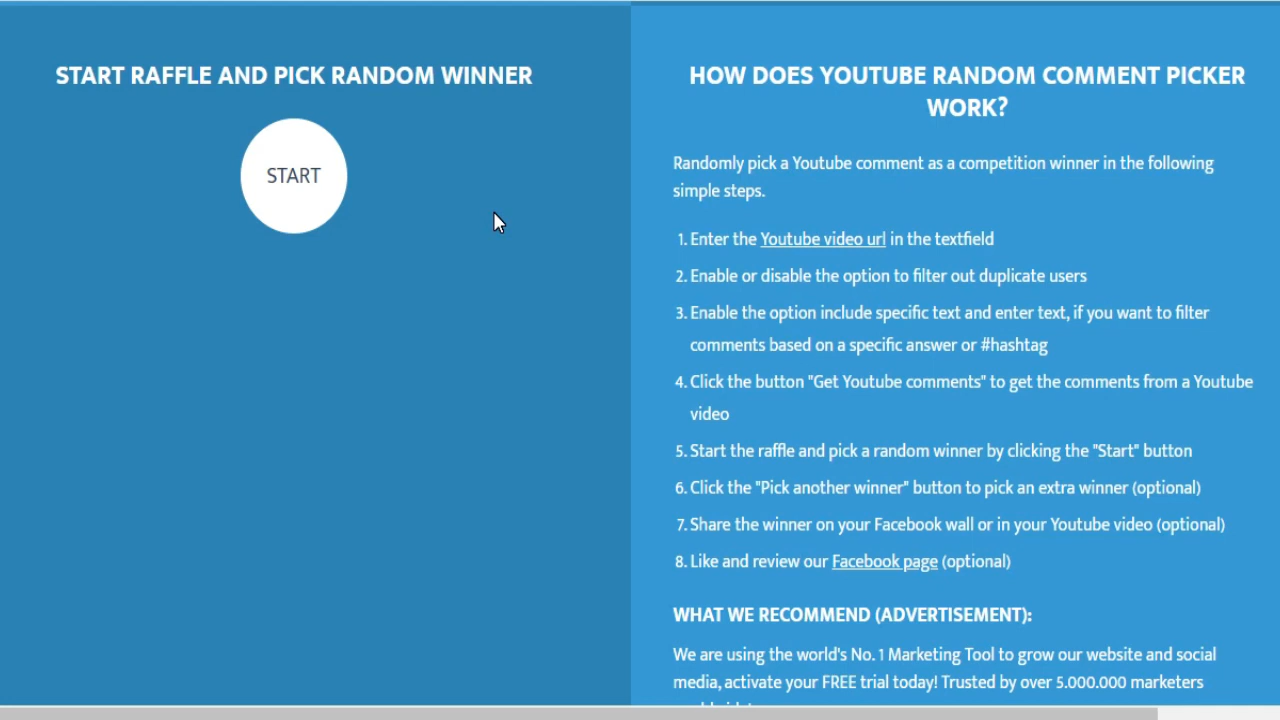 START RAFFLE AND PICK RANDOM WINNER
START
HOW DOES YOUTUBE RANDOM COMMENT PICKER
WORK?
Randomly pick a Youtube comment as a competition winner in the following
simple steps.
1. Enter the Youtube video url in the textfield
2. Enable or disable the option to filter out duplicate users
3. Enable the option include specific text and enter text, if you want to filter
comments based on a specific answer or #hashtag
4. Click the button "Get Youtube comments" to get the comments from a Youtube
video
5. Start the raffle and pick a random winner by clicking the "Start" button
6. Click the "Pick another winner" button to pick an extra winner (optional)
7. Share the winner on your Facebook wall or in your Youtube video (optional)
8. Like and review our Facebook page (optional)
WHAT WE RECOMMEND (ADVERTISEMENT):
We are using the world's No. 1 Marketing Tool to grow our website and social
media, activate your FREE trial today! Trusted by over 5.000.000 marketers